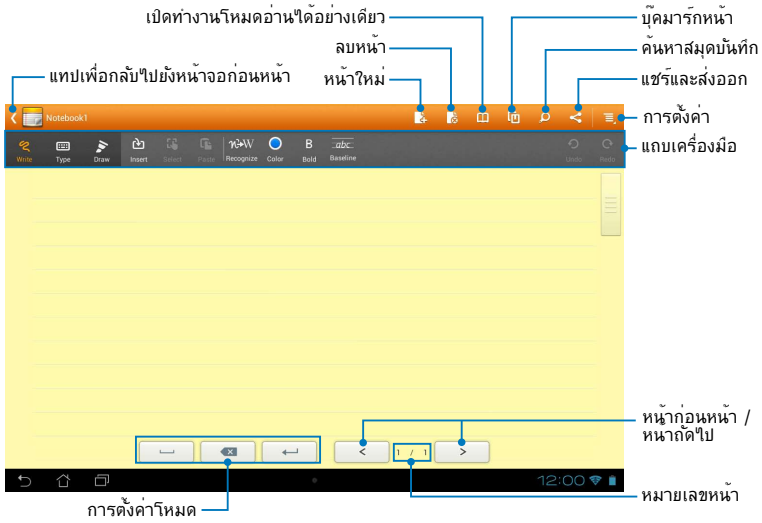 เปิดทำงานโหมดอ่านได้อย่างเดียว
บุ๊คมาร์กหน้า
ลบหน้า
ค้นหาสมุดบันทึก
แทปเพื่อกลับไปยังหน้าจอก่อนหน้า
หน้าใหม่
แชร์และส่งออก
Notebook1
การตั้งค่า
Write
Type
Draw
Insert
Select
Paste
Recognize
Color
B
Bold
abc
Baseline
Undo
Redo
แถบเครื่องมือ
หน้าก่อนหน้า /
หน้าถัดไป
< 1 / 1 >
12:00
หมายเลขหน้า
การตั้งค่าโหมด